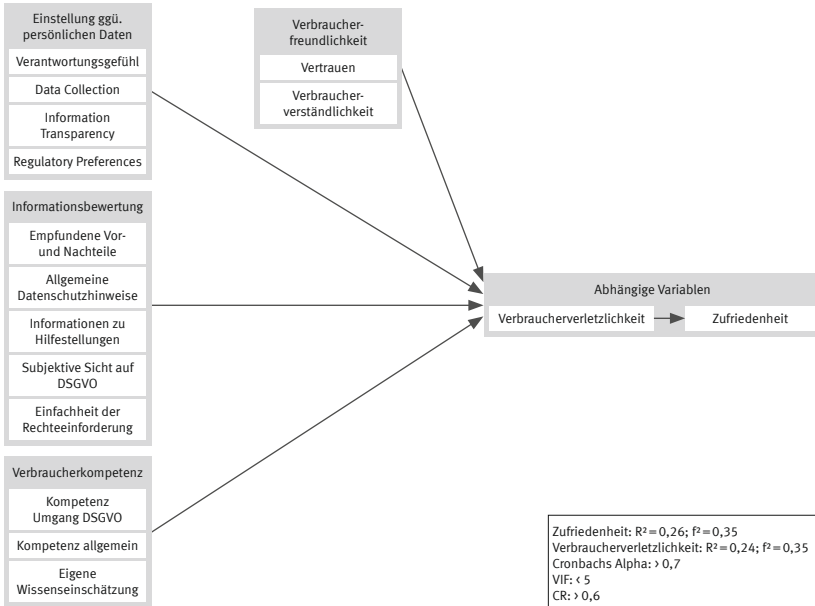 Einstellung ggü.
persönlichen Daten
Verantwortungsgefühl
Data Collection
Information
Transparency
Regulatory Preferences
Informationsbewertung
Empfundene Vor-
und Nachteile
Allgemeine
Datenschutzhinweise
Informationen zu
Hilfestellungen
Subjektive Sicht auf
DSGVO
Einfachheit der
Rechteeinforderung
Verbraucherkompetenz
Kompetenz
Umgang DSGVO
Kompetenz allgemein
Eigene
Wissenseinschätzung
Verbraucher-
freundlichkeit
Vertrauen
Verbraucher-
verständlichkeit
Abhängige Variablen
Verbraucherverletzlichkeit
Zufriedenheit
Zufriedenheit: R² = 0,26; f² = 0,35
Verbraucherverletzlichkeit: R² = 0,24; f² = 0,35
Cronbachs Alpha: > 0,7
VIF: < 5
CR: > 0,6